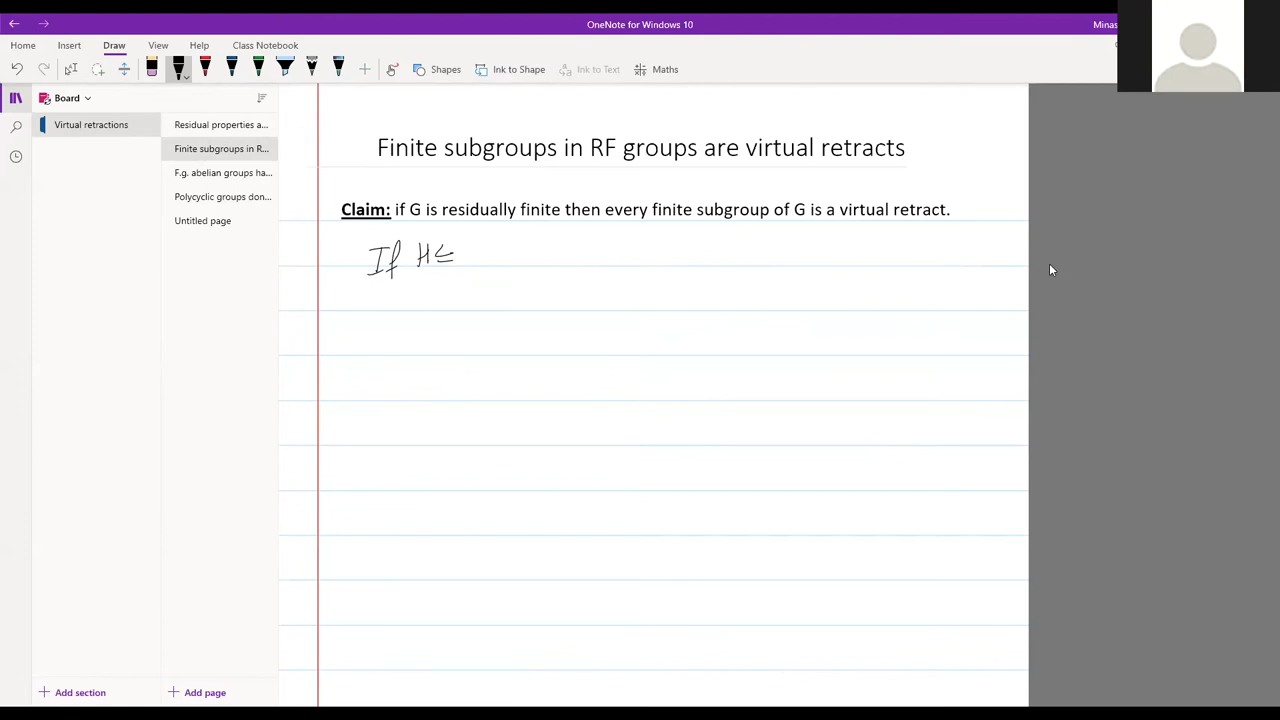 OneNote for Windows 10
Minas
Home Insert Draw View Help Class Notebook
Shapes Ink to Shape Ink to Text Maths
Board
Virtual retractions
Residual properties a...
Finite subgroups in R...
F.g. abelian groups ha...
Polycyclic groups don...
Untitled page
Finite subgroups in RF groups are virtual retracts
Claim: if G is residually finite then every finite subgroup of G is a virtual retract.
If H ≤
Add section
Add page